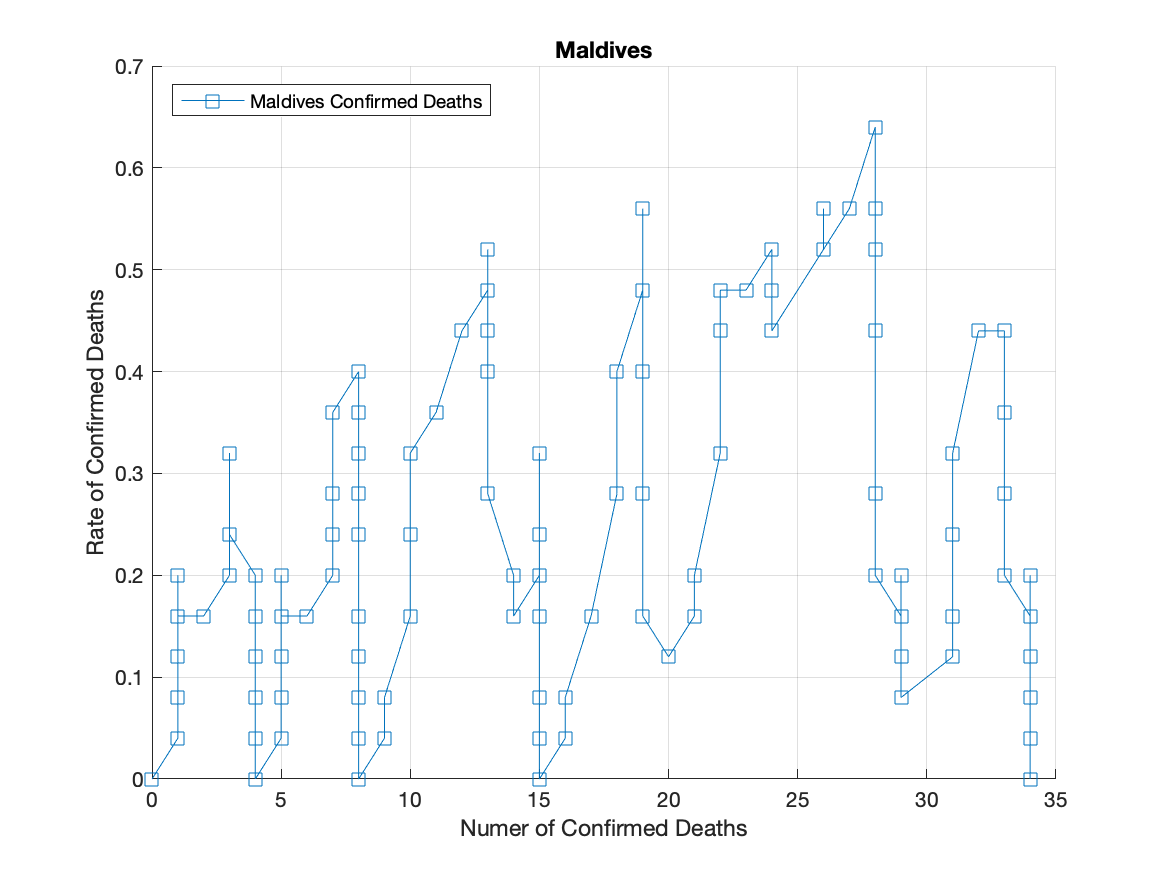 Maldives
Maldives Confirmed Deaths
Rate of Confirmed Deaths
0.7
0.6
0.5
0.4
0.3
0.2
0.1
0
0 5 10 15 20 25 30 35
Numer of Confirmed Deaths